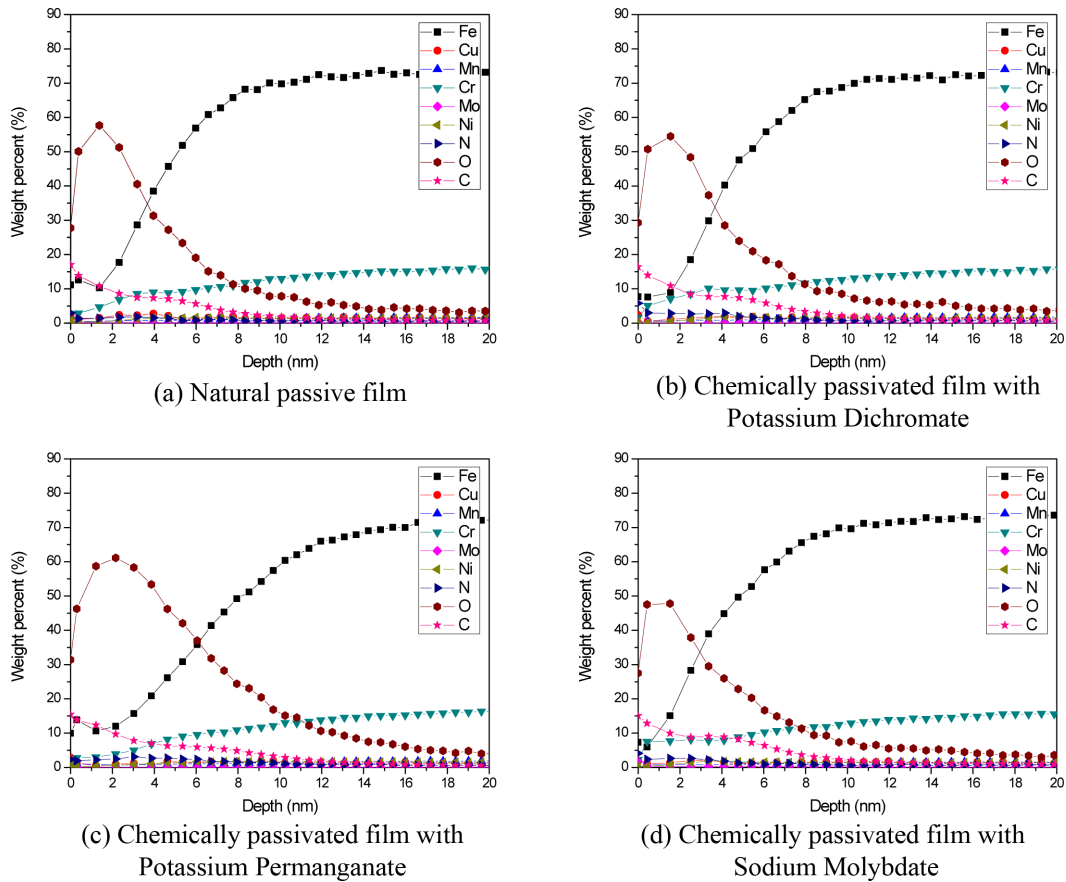 90
80
70
60
50
40
30
20
10
0
Weight percent (%)
0 2 4 6 8 10 12 14 16 18 20
Depth (nm)
Fe
Cu
Mn
Cr
Mo
Ni
N
O
C
(a) Natural passive film
90
80
70
60
50
40
30
20
10
0
Weight percent (%)
0 2 4 6 8 10 12 14 16 18 20
Depth (nm)
Fe
Cu
Mn
Cr
Mo
Ni
N
O
C
(b) Chemically passivated film with
Potassium Dichromate
90
80
70
60
50
40
30
20
10
0
Weight percent (%)
0 2 4 6 8 10 12 14 16 18 20
Depth (nm)
Fe
Cu
Mn
Cr
Mo
Ni
N
O
C
(c) Chemically passivated film with
Potassium Permanganate
90
80
70
60
50
40
30
20
10
0
Weight percent (%)
0 2 4 6 8 10 12 14 16 18 20
Depth (nm)
Fe
Cu
Mn
Cr
Mo
Ni
N
O
C
(d) Chemically passivated film with
Sodium Molybdate